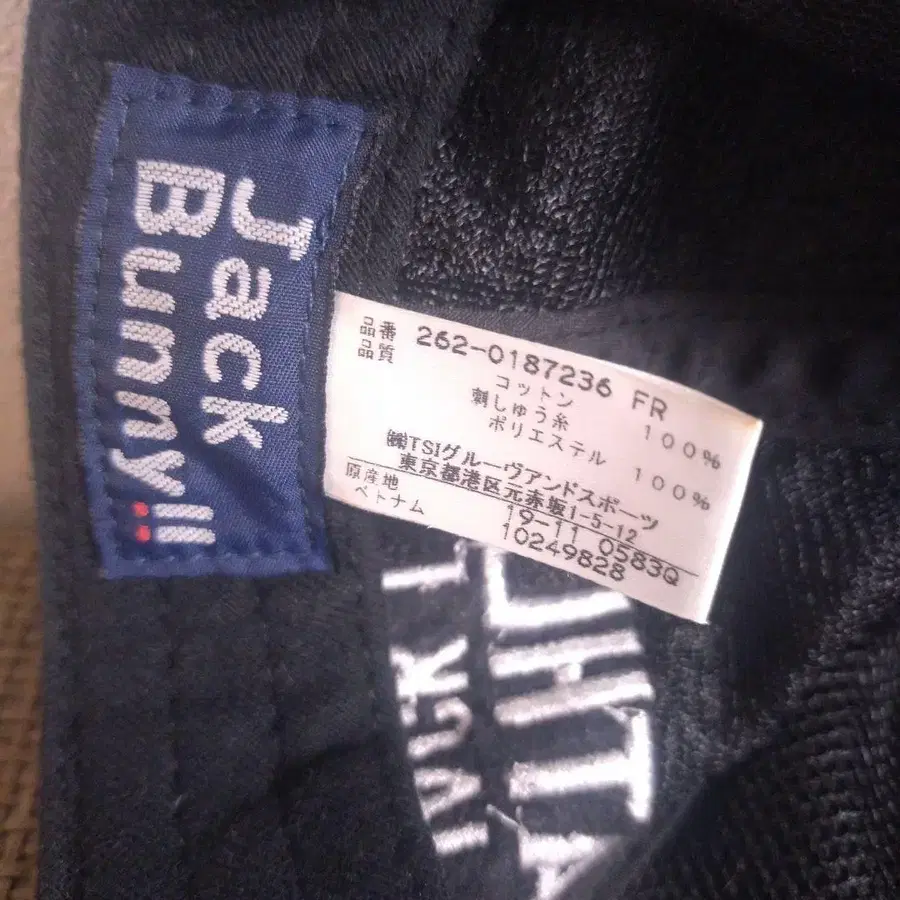 Jack
Bunny!!
品番 262-0187236 FR
品質
コットン 100%
刺しゅう糸
ポリエステル 100%
㈱TSIグルーヴアンドスポーツ
東京都港区元赤坂1-5-12
原産地 19-11 0583Q
ベトナム 10249828